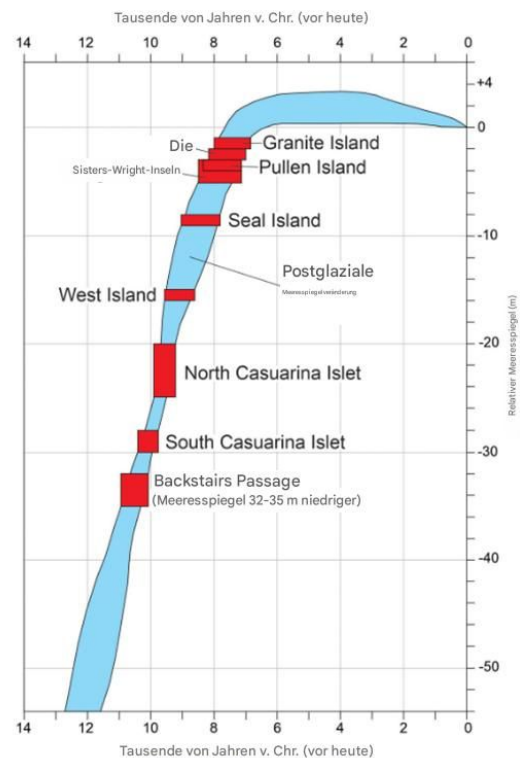 Tausende von Jahren v. Chr. (vor heute)
14 12 10 8 6 4 2 0
+4
0
Granite Island
Die
Pullen Island
Sisters-Wright-Inseln
Seal Island
-10
Postglaziale
Meeresspiegelveränderung
West Island
Relativer Meeresspiegel (m)
-20
North Casuarina Islet
South Casuarina Islet
-30
Backstairs Passage
(Meeresspiegel 32-35 m niedriger)
-40
-50
14 12 10 8 6 4 2 0
Tausende von Jahren v. Chr. (vor heute)